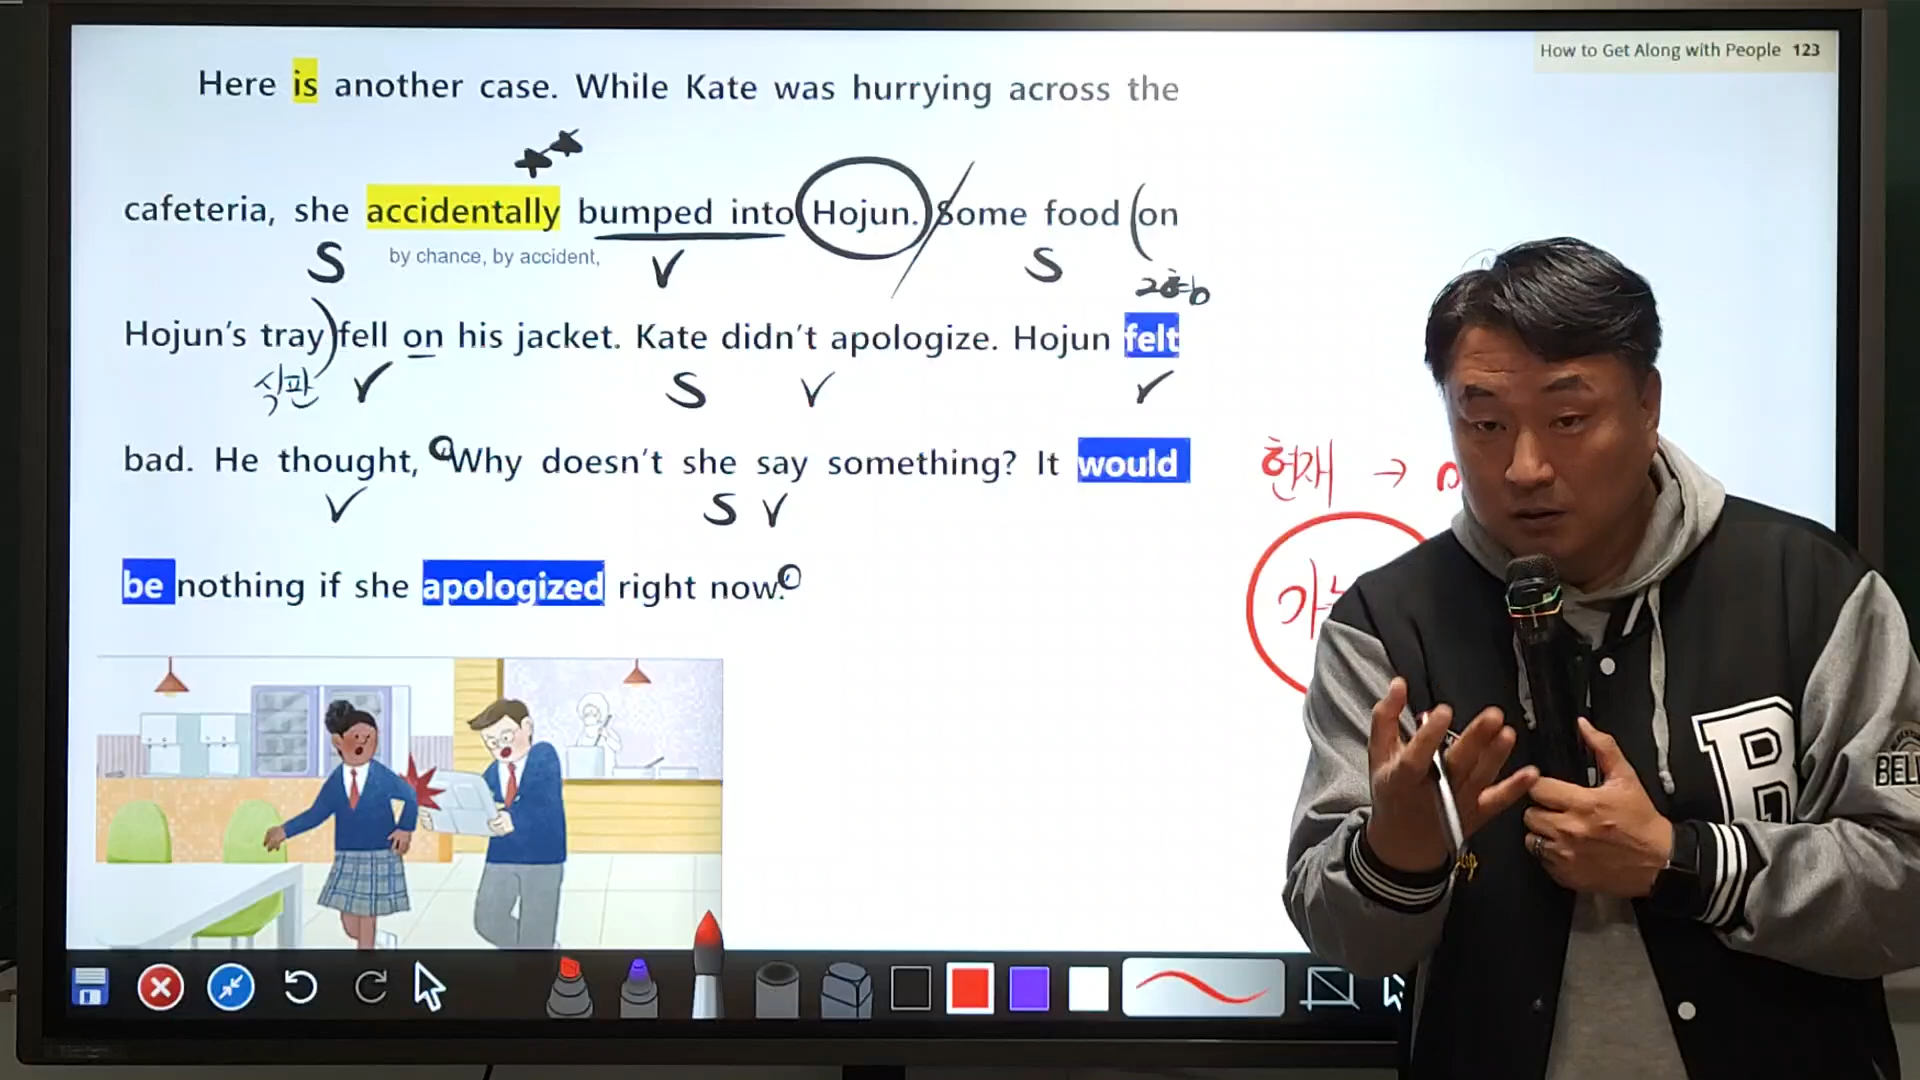 How to Get Along with People 123
Here is another case. While Kate was hurrying across the
cafeteria, she accidentally bumped into Hojun. Some food (on
S by chance, by accident, V S
Hojun's tray) fell on his jacket. Kate didn't apologize. Hojun felt
식판 V S V V
bad. He thought, Why doesn't she say something? It would
현재 →
V S V
be nothing if she apologized right now.
B
BELL